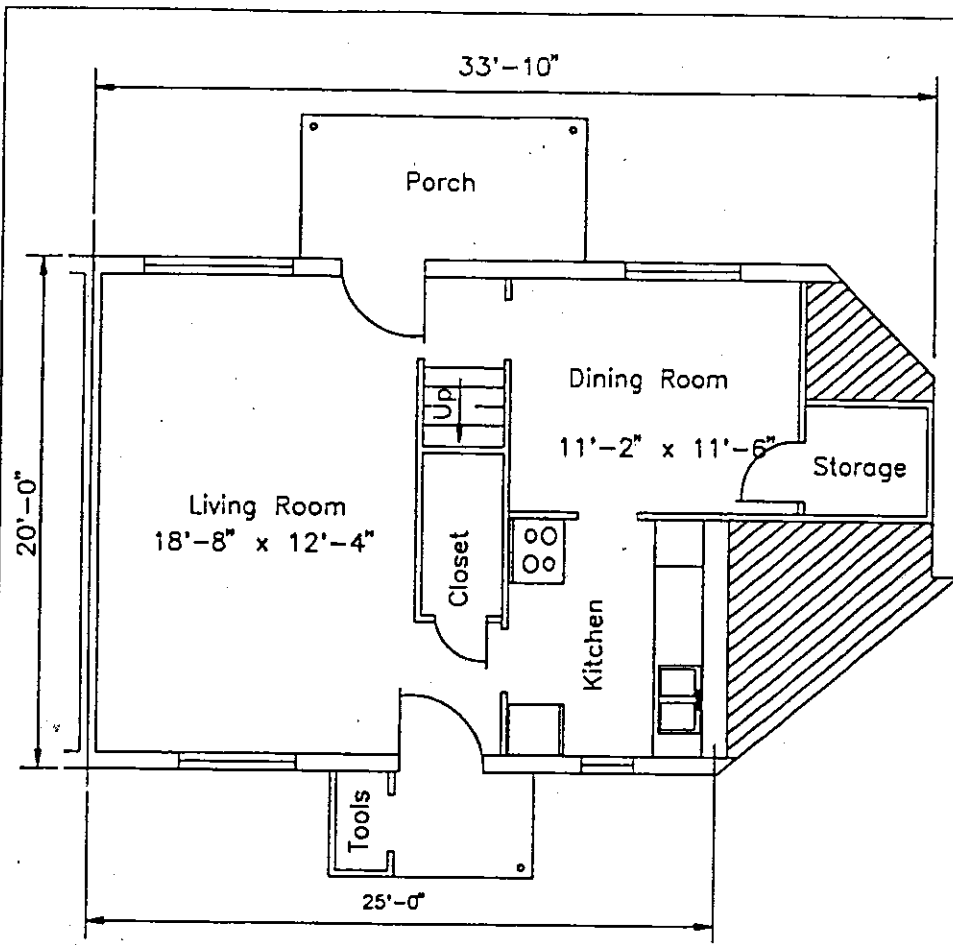 33'-10"
Porch
Dining Room
11'-2" x 11'-6"
Up
Storage
20'-0"
Living Room
18'-8" x 12'-4"
Closet
Kitchen
Tools
25'-0"